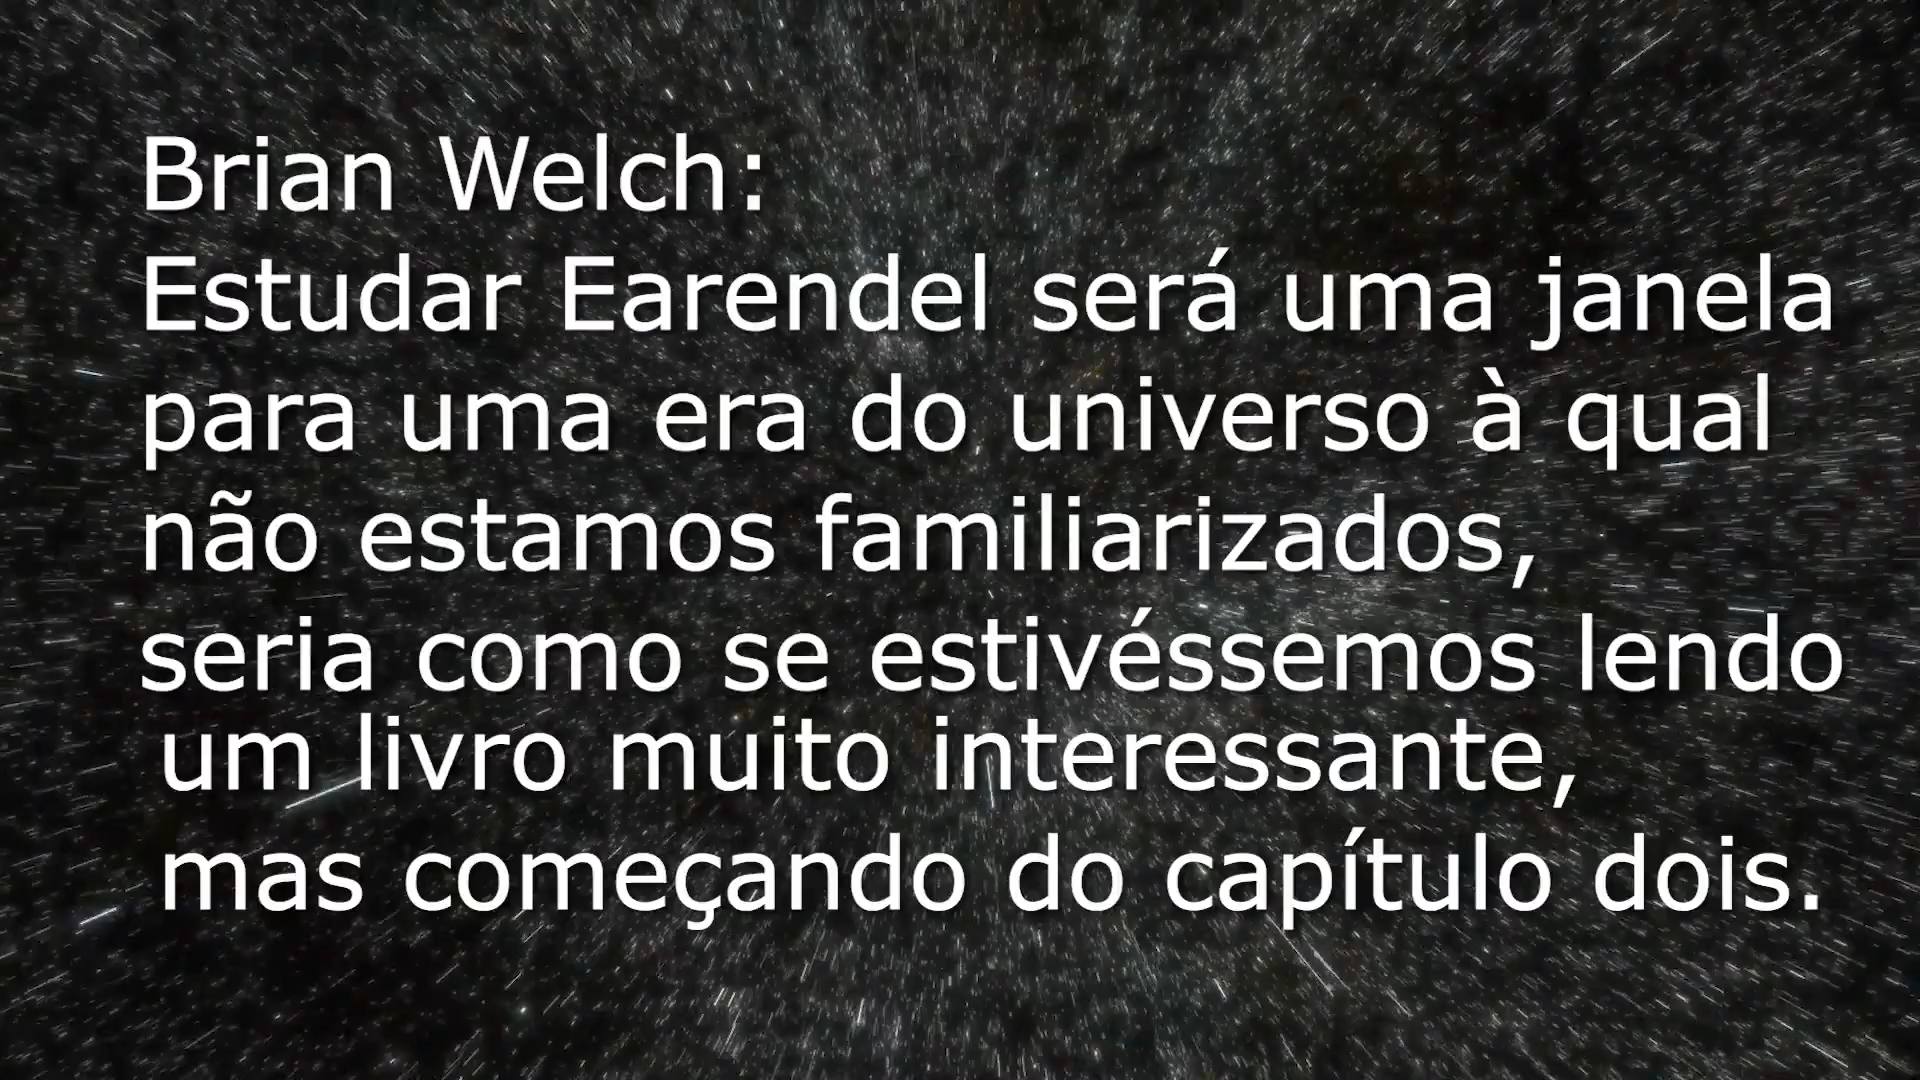 Brian Welch:
Estudar Earendel será uma janela
para uma era do universo à qual
não estamos familiarizados,
seria como se estivéssemos lendo
um livro muito interessante,
mas começando do capítulo dois.